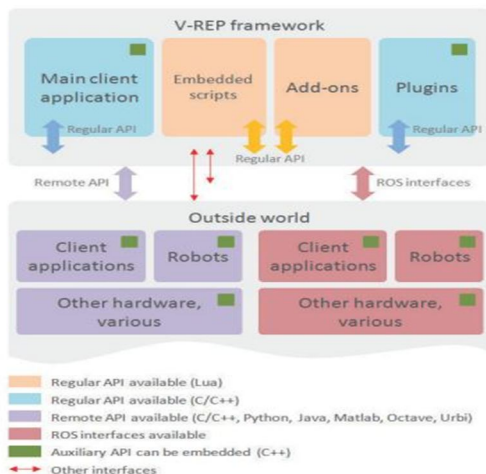 V-REP framework
Main client
application
Embedded
scripts
Add-ons
Plugins
Regular API
Regular API
Regular API
Remote API
ROS interfaces
Outside world
Client
applications
Robots
Client
applications
Robots
Other hardware,
various
Other hardware,
various
Regular API available (Lua)
Regular API available (C/C++)
Remote API available (C/C++, Python, Java, Matlab, Octave, Urbi)
ROS interfaces available
Auxiliary API can be embedded (C++)
Other interfaces